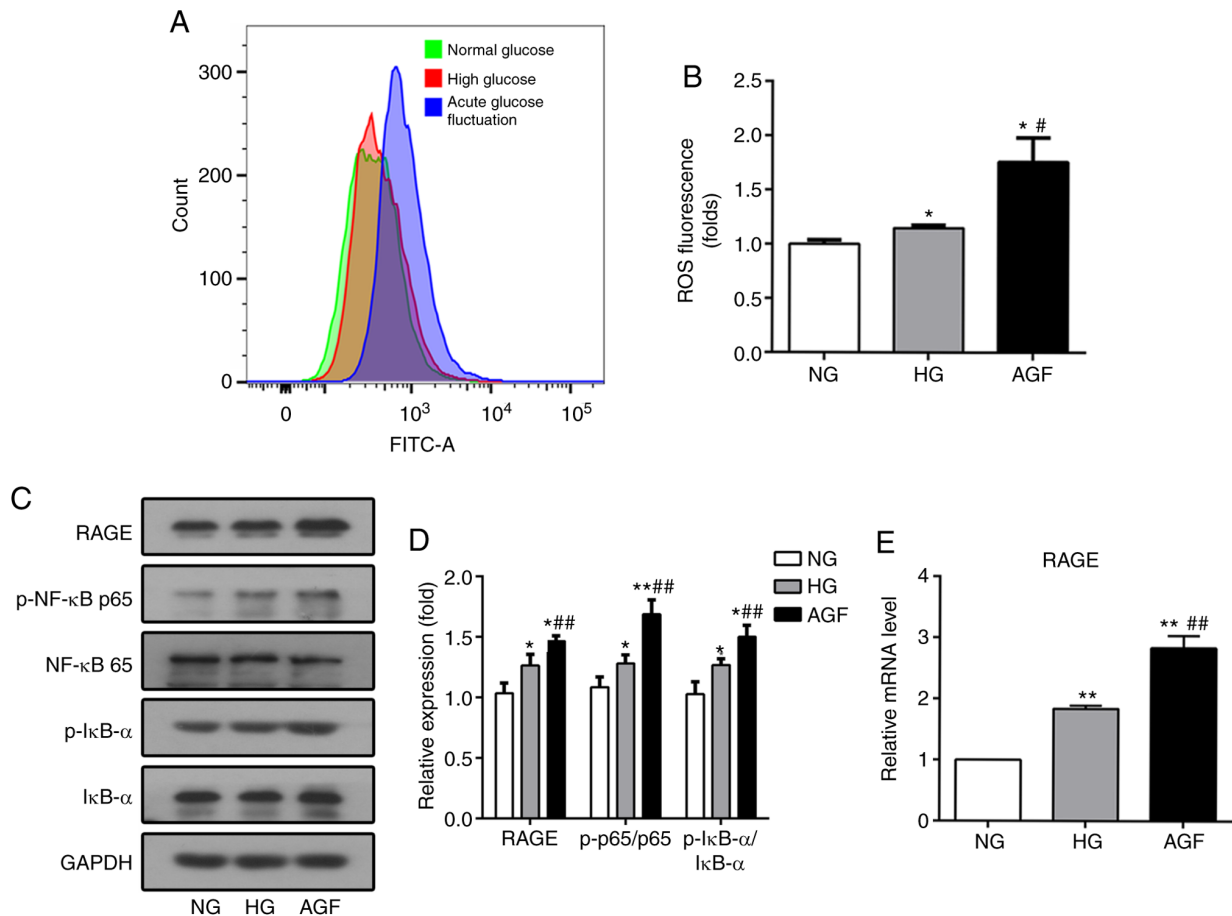 A
Normal glucose
High glucose
Acute glucose
fluctuation
300
200
100
0
Count
0
10³
10⁴
10⁵
FITC-A
B
ROS fluorescence
(folds)
2.5
2.0
1.5
1.0
0.5
0.0
*
* #
NG
HG
AGF
C
RAGE
p-NF-κB p65
NF-κB 65
p-IκB-α
IκB-α
GAPDH
NG HG AGF
D
NG
HG
AGF
Relative expression (fold)
2.0
1.5
1.0
0.5
0.0
*
*##
*
**##
*
*##
RAGE
p-p65/p65
p-IκB-α/
IκB-α
E
RAGE
Relative mRNA level
4
3
2
1
0
**
** ##
NG
HG
AGF